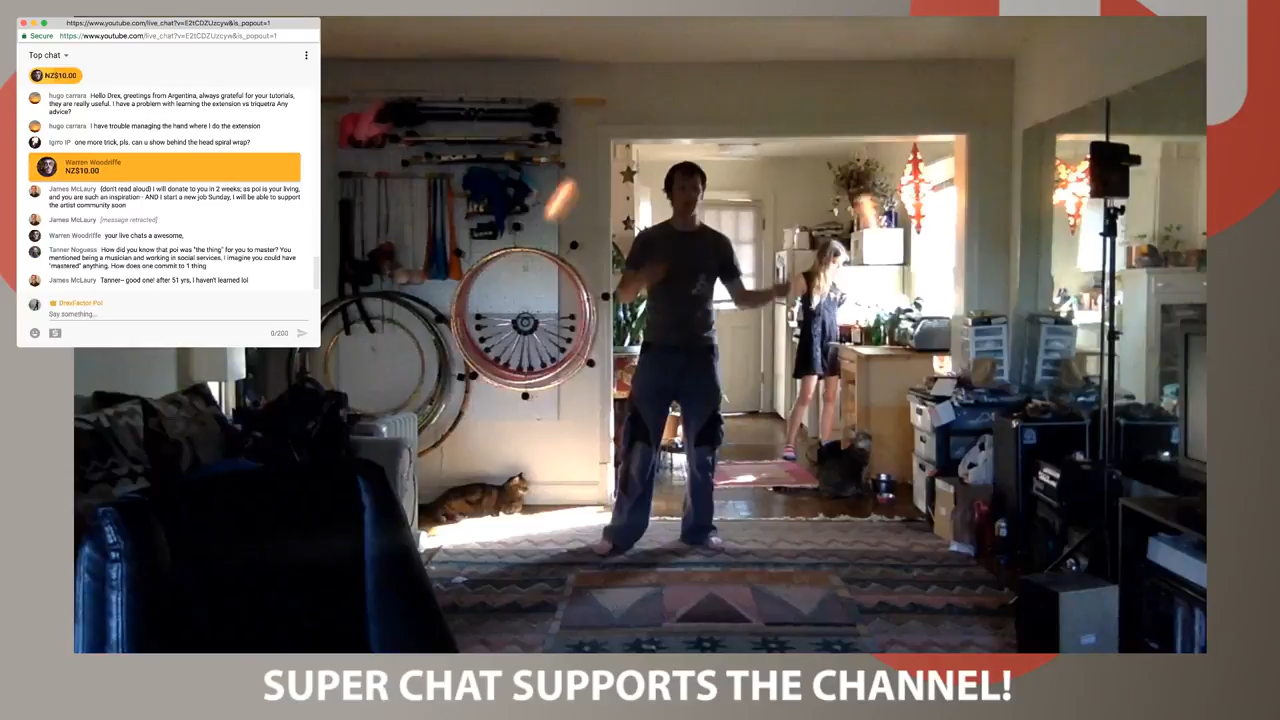 https://www.youtube.com/live_chat?v=E2tCDZUzcyw&is_popout=1
Secure https://www.youtube.com/live_chat?v=E2tCDZUzcyw&is_popout=1
Top chat
NZ$10.00
hugo carrara Hello Drex, greetings from Argentina, always grateful for your tutorials,
they are really useful. I have a problem with learning the extension vs triquetra Any
advice?
hugo carrara I have trouble managing the hand where I do the extension
Igrro IP one more trick, pls. can u show behind the head spiral wrap?
Warren Woodriffe
NZ$10.00
James McLaury (don't read aloud) I will donate to you in 2 weeks; as poi is your living,
and you are such an inspiration-- AND I start a new job Sunday, I will be able to support
the artist community soon
James McLaury [message retracted]
Warren Woodriffe your live chats a awesome,
Tanner Noguess How did you know that poi was "the thing" for you to master? You
mentioned being a musician and working in social services, I imagine you could have
"mastered" anything. How does one commit to 1 thing
James McLaury Tanner-- good one! after 51 yrs, I haven't learned lol
DrexFactor Poi
Say something...
0/200
SUPER CHAT SUPPORTS THE CHANNEL!